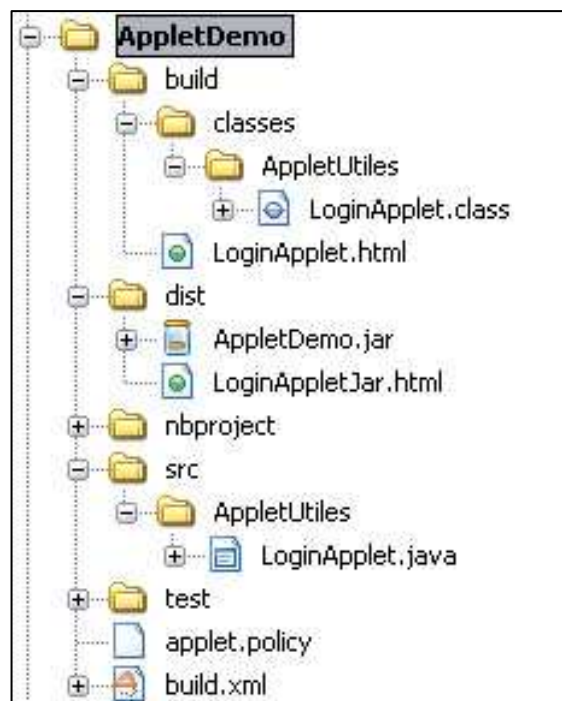 AppletDemo
build
classes
AppletUtiles
LoginApplet.class
LoginApplet.html
dist
AppletDemo.jar
LoginAppletJar.html
nbproject
src
AppletUtiles
LoginApplet.java
test
applet.policy
build.xml